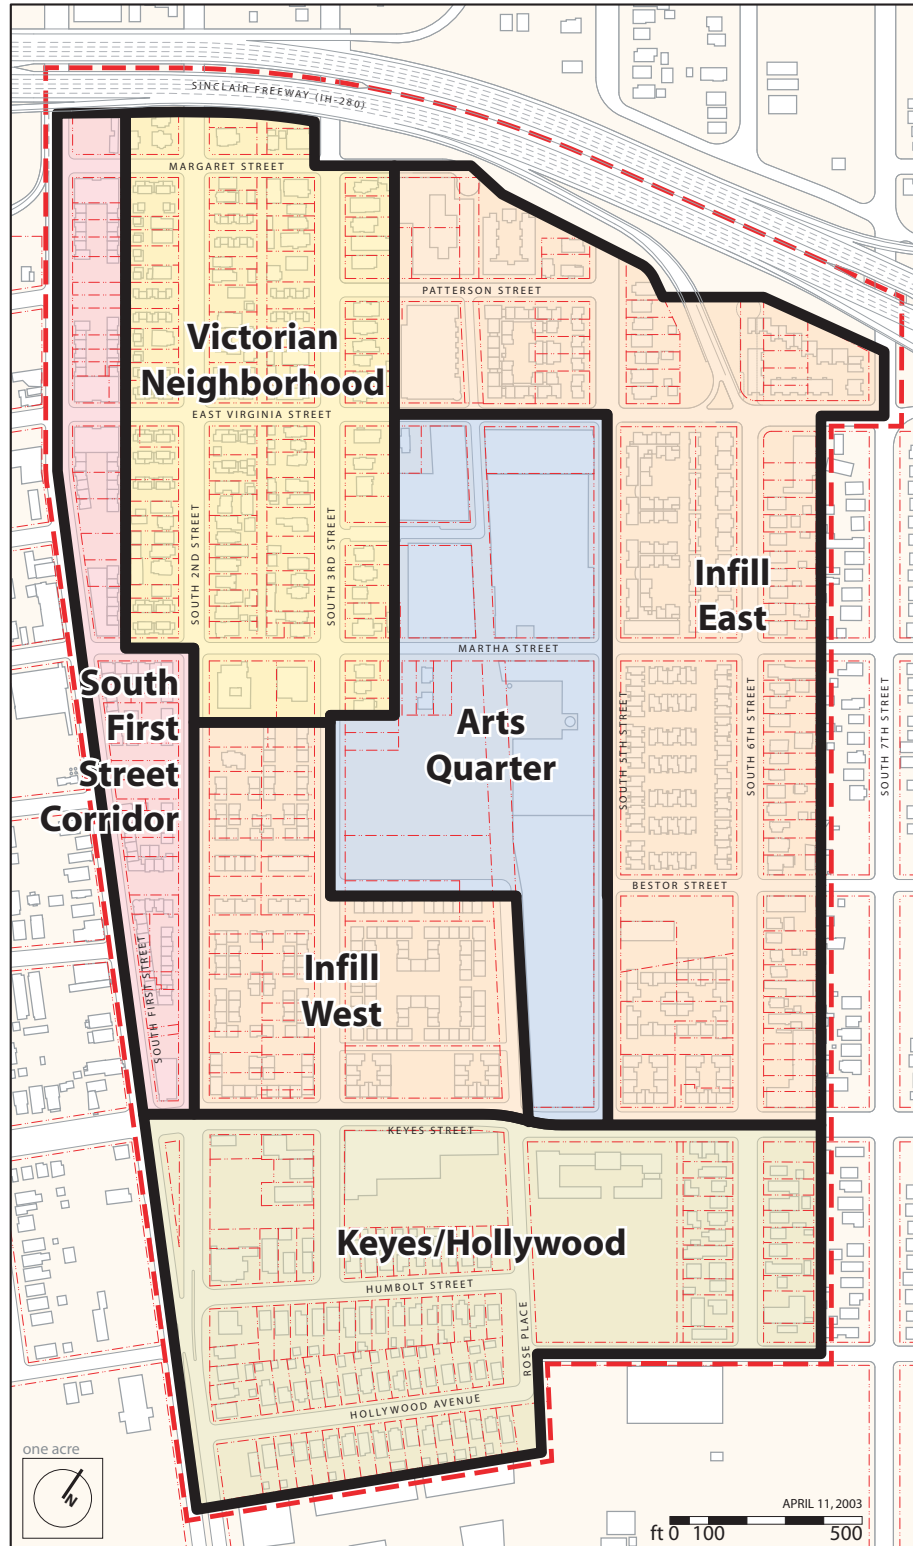 SINCLAIR FREEWAY (IH-280)
MARGARET STREET
PATTERSON STREET
Victorian
Neighborhood
EAST VIRGINIA STREET
SOUTH 2ND STREET
SOUTH 3RD STREET
Infill
East
MARTHA STREET
South
First
Street
Corridor
Arts
Quarter
SOUTH 5TH STREET
SOUTH 6TH STREET
SOUTH 7TH STREET
BESTOR STREET
Infill
West
SOUTH FIRST STREET
KEYES STREET
Keyes/Hollywood
HUMBOLT STREET
ROSE PLACE
HOLLYWOOD AVENUE
one acre
N
APRIL 11, 2003
ft 0 100 500